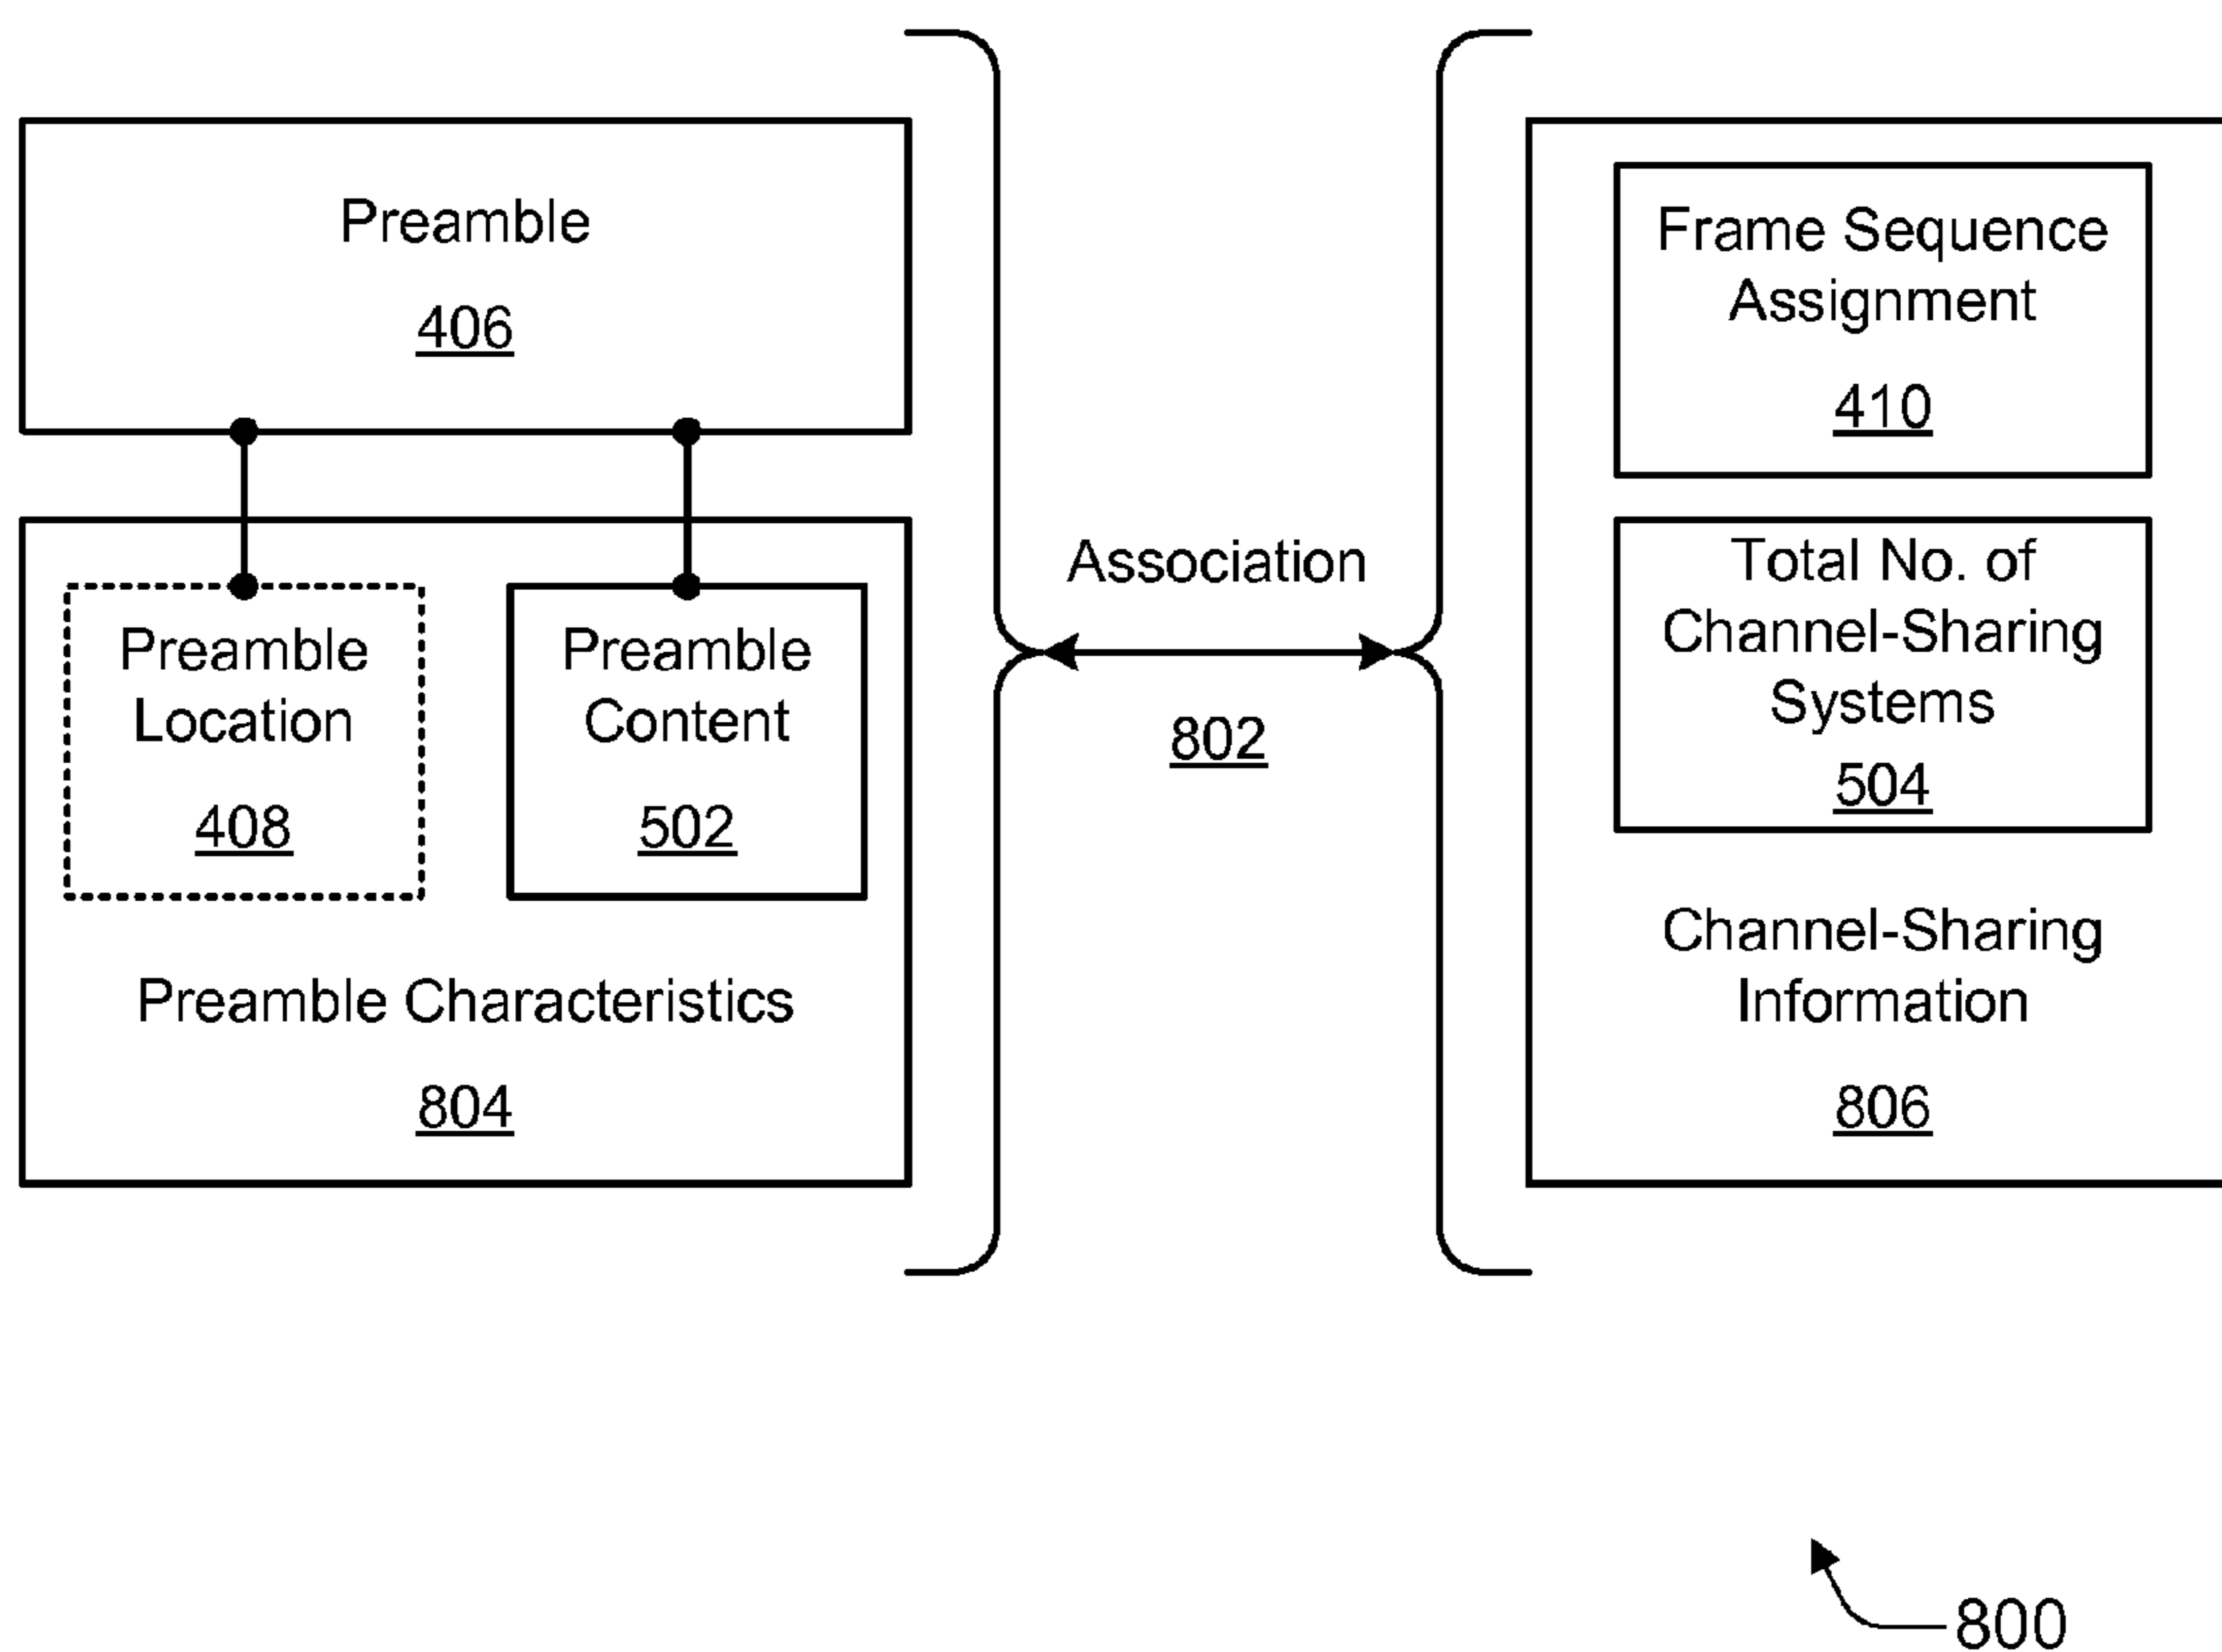 Preamble
406
Preamble
Location
408
Preamble
Content
502
Preamble Characteristics
804
Association
802
Frame Sequence
Assignment
410
Total No. of
Channel-Sharing
Systems
504
Channel-Sharing
Information
806
800